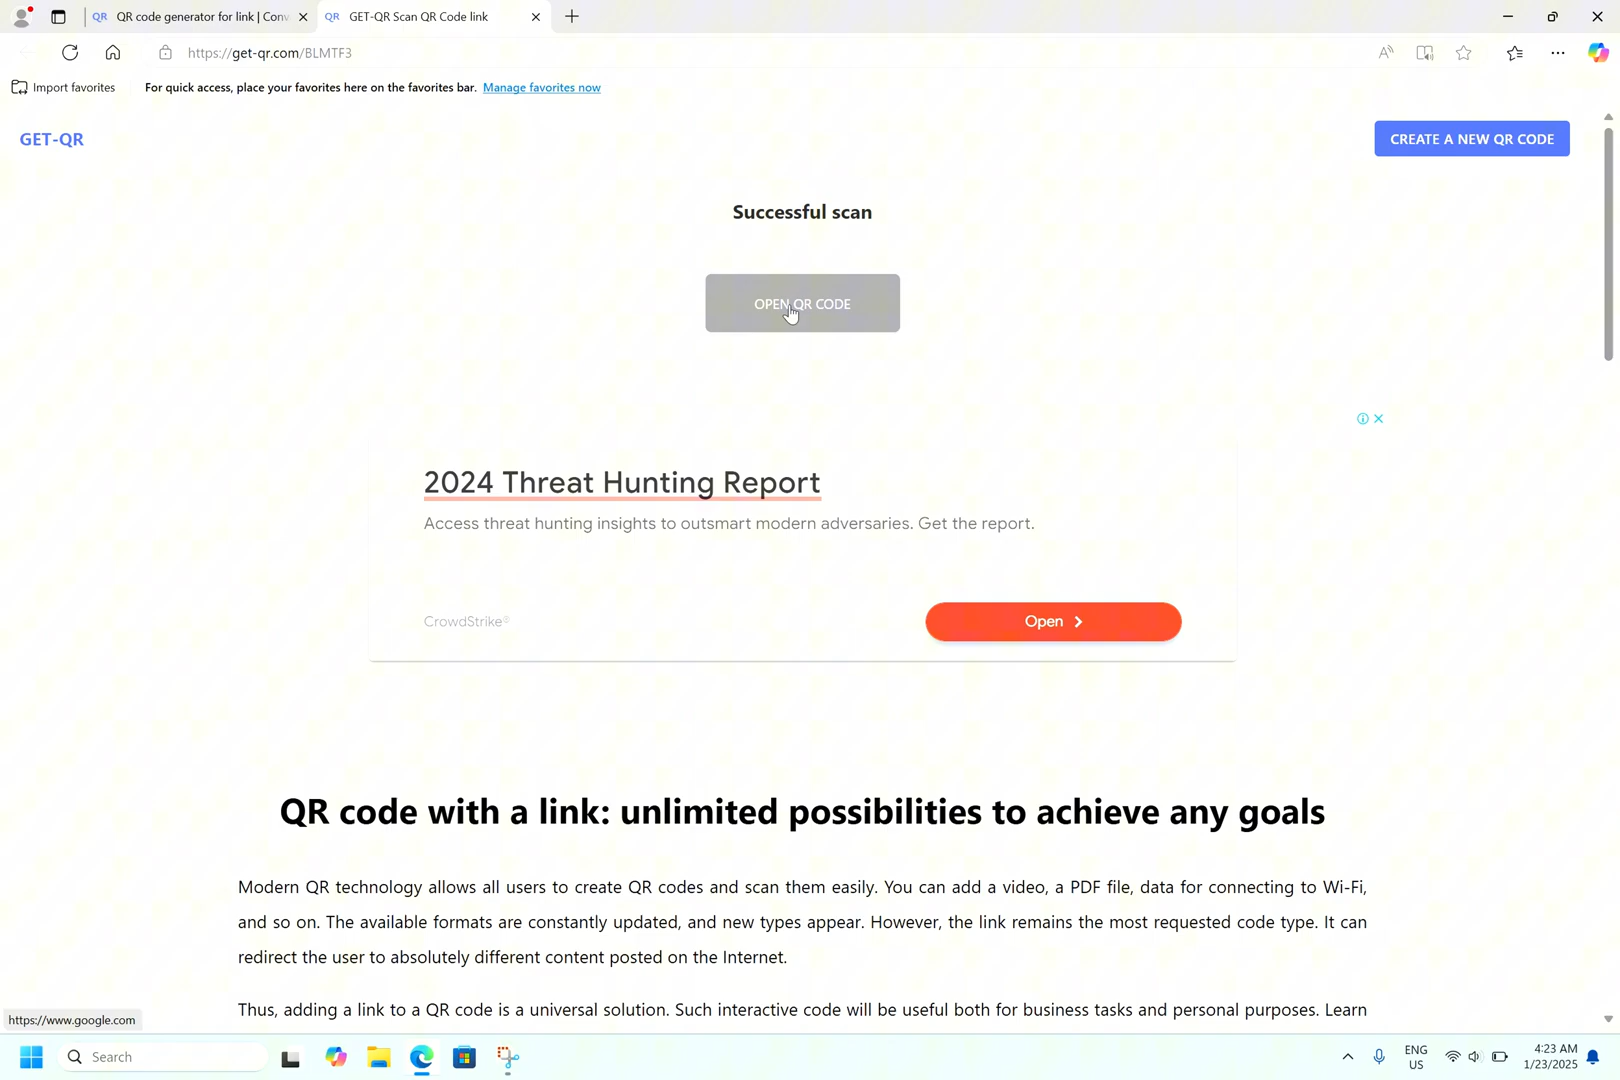 QR code generator for link | Conv
GET-QR Scan QR Code link
https://get-qr.com/BLMTF3
Import favorites
For quick access, place your favorites here on the favorites bar. Manage favorites now
GET-QR
CREATE A NEW QR CODE
Successful scan
OPEN QR CODE
2024 Threat Hunting Report
Access threat hunting insights to outsmart modern adversaries. Get the report.
CrowdStrike®
Open
QR code with a link: unlimited possibilities to achieve any goals
Modern QR technology allows all users to create QR codes and scan them easily. You can add a video, a PDF file, data for connecting to Wi-Fi,
and so on. The available formats are constantly updated, and new types appear. However, the link remains the most requested code type. It can
redirect the user to absolutely different content posted on the Internet.
Thus, adding a link to a QR code is a universal solution. Such interactive code will be useful both for business tasks and personal purposes. Learn
https://www.google.com
Search
ENG
US
4:23 AM
1/23/2025